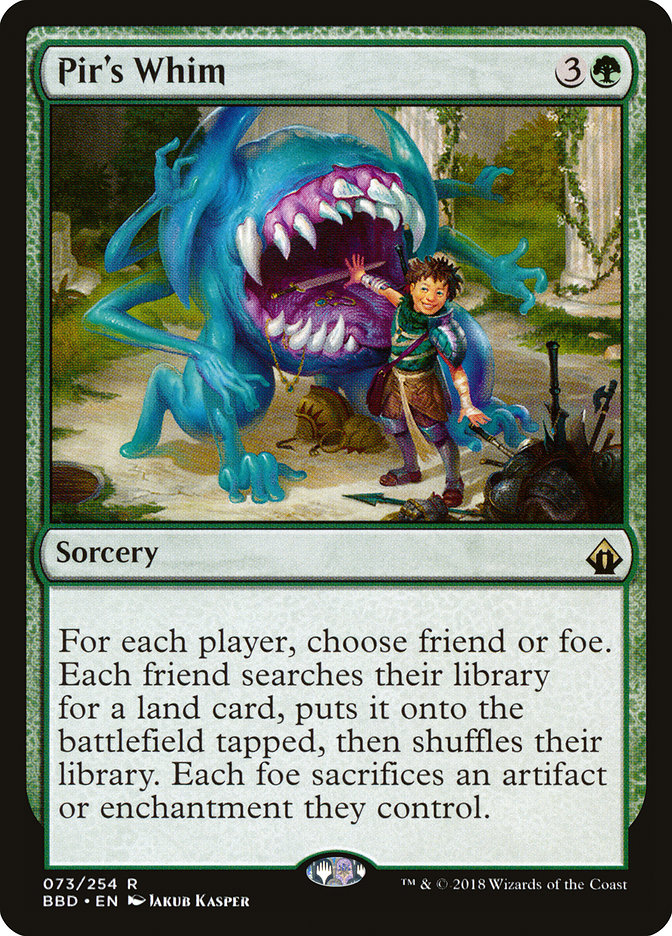 Pir's Whim 3
Sorcery
For each player, choose friend or foe.
Each friend searches their library
for a land card, puts it onto the
battlefield tapped, then shuffles their
library. Each foe sacrifices an artifact
or enchantment they control.
073/254 R
™ & © 2018 Wizards of the Coast
BBD • EN Jakub Kasper